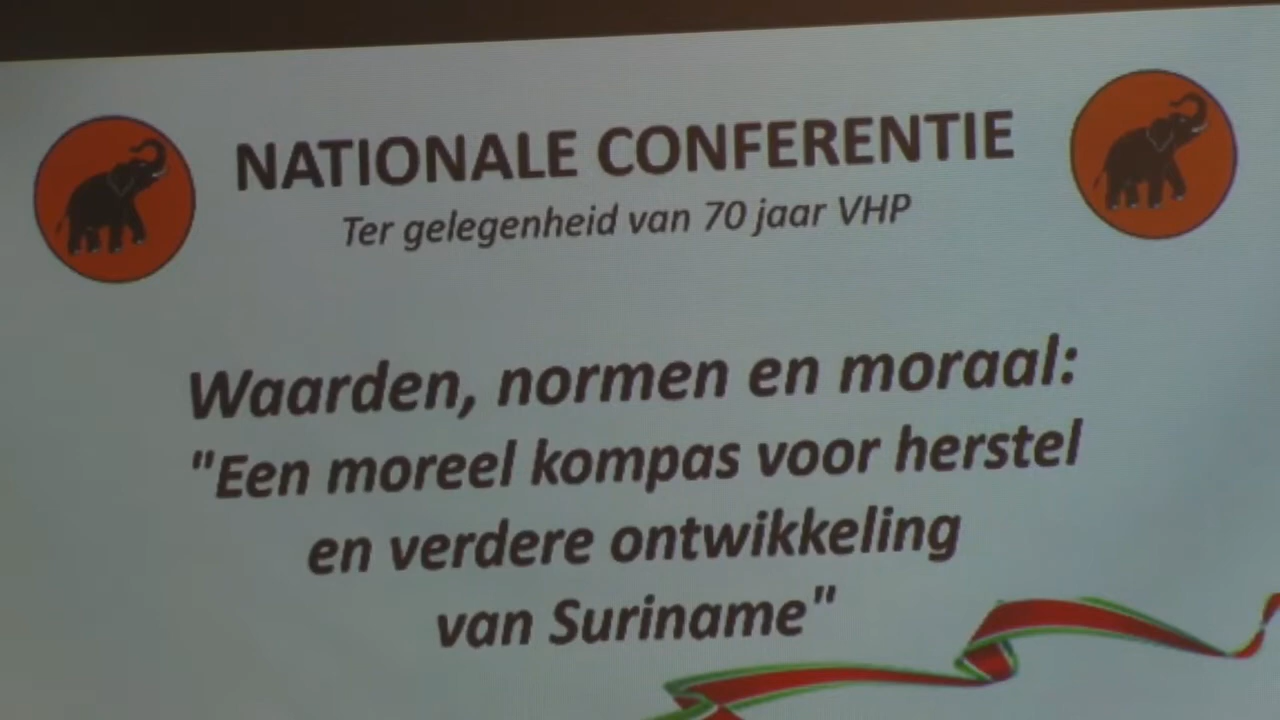 NATIONALE CONFERENTIE
Ter gelegenheid van 70 jaar VHP
Waarden, normen en moraal:
"Een moreel kompas voor herstel
en verdere ontwikkeling
van Suriname"